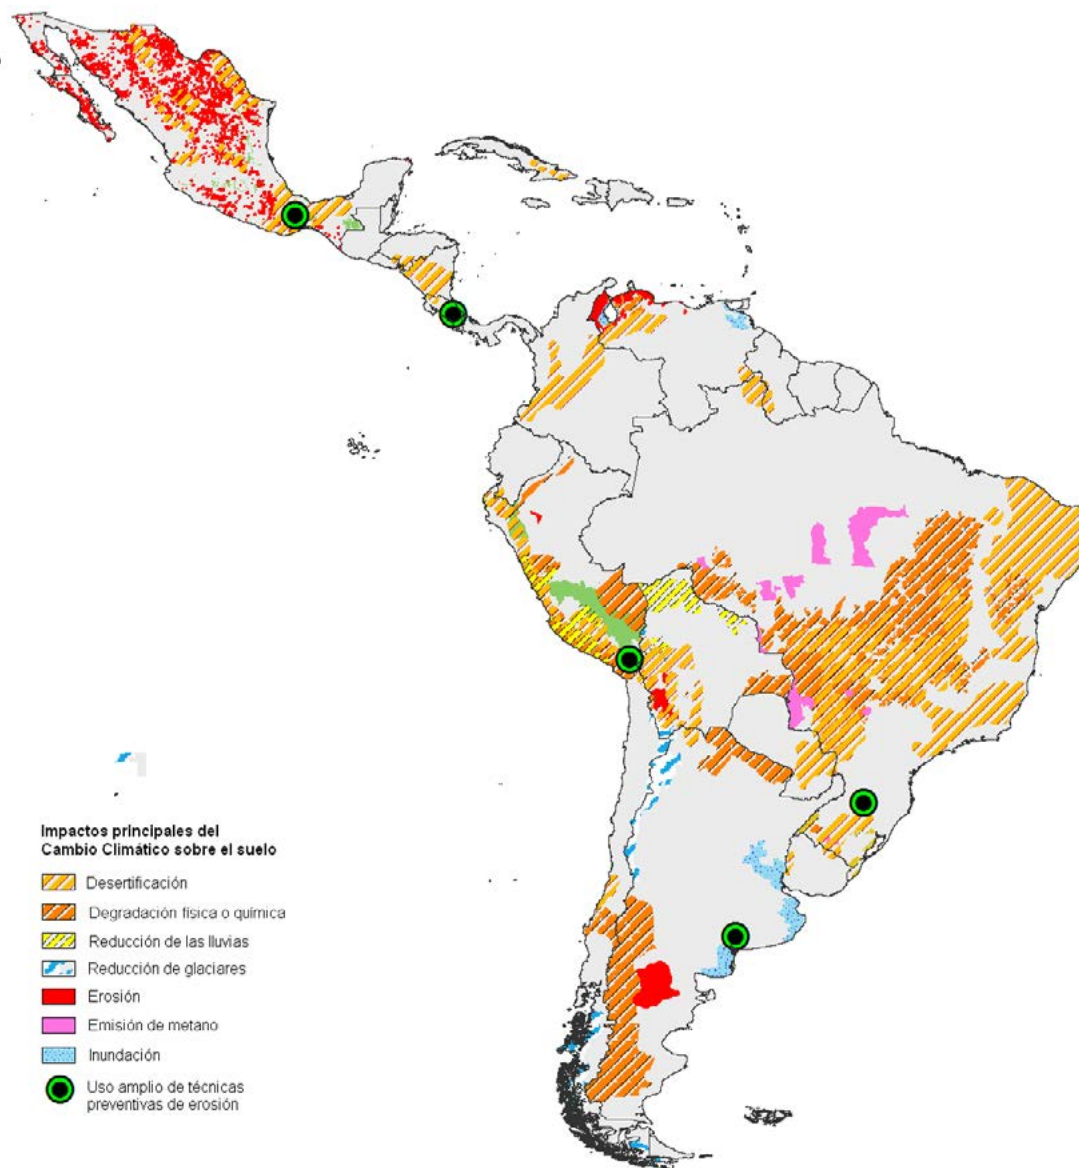 Impactos principales del
Cambio Climático sobre el suelo
Desertificación
Degradación física o química
Reducción de las lluvias
Reducción de glaciares
Erosión
Emisión de metano
Inundación
Uso amplio de técnicas
preventivas de erosión